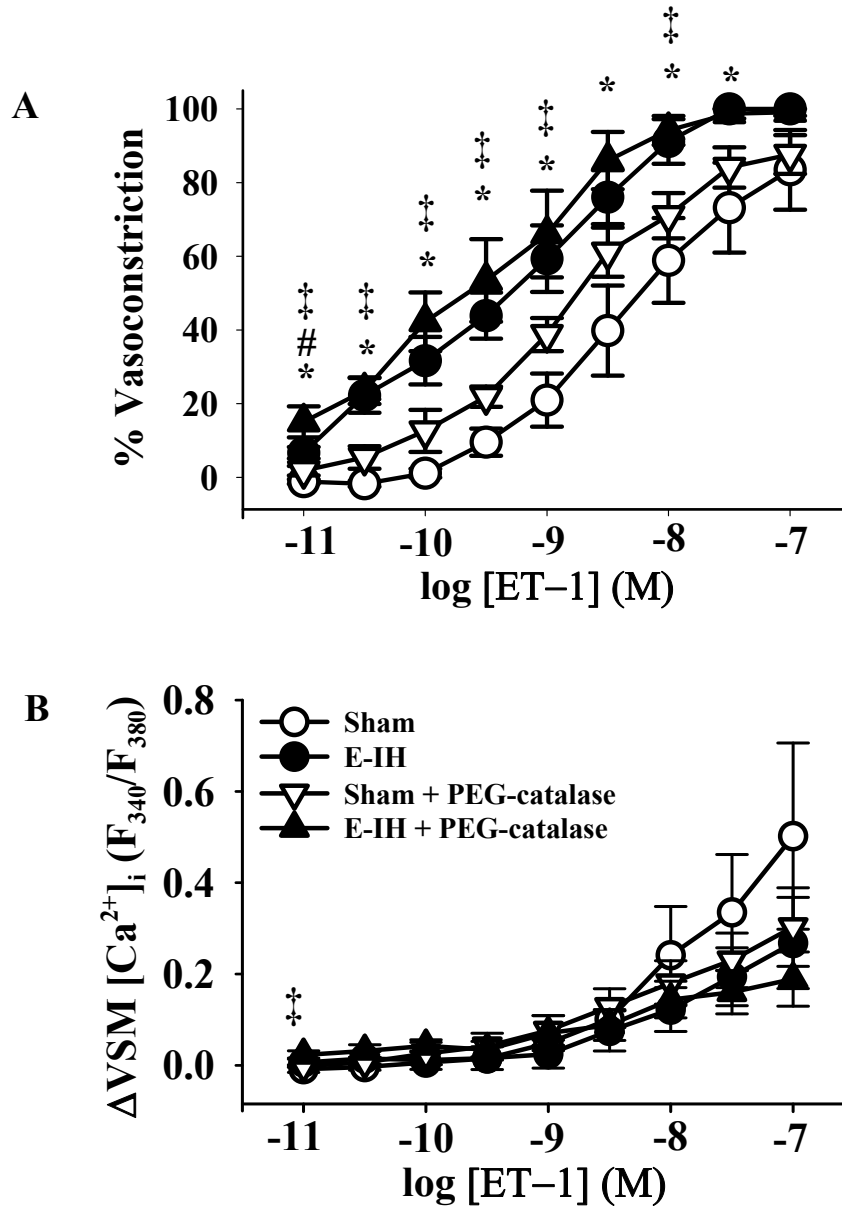 A
‡ * ‡ * ‡ * ‡ * * ‡ * *
‡ # * ‡ *
100
80
60
40
20
0
% Vasoconstriction
-11 -10 -9 -8 -7
log [ET−1] (M)
B
0.8
0.6
0.4
0.2
0.0
ΔVSM [Ca2+]i (F340/F380)
Sham
E-IH
Sham + PEG-catalase
E-IH + PEG-catalase
‡
-11 -10 -9 -8 -7
log [ET−1] (M)